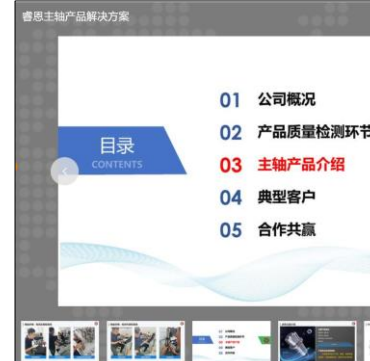 睿恩主轴产品解决方案
目录
CONTENTS
01 公司概况
02 产品质量检测环节
03 主轴产品介绍
04 典型客户
05 合作共赢